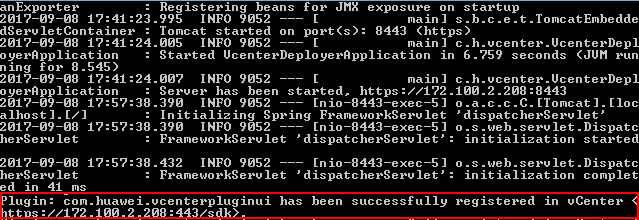 anExporter        : Registering beans for JMX exposure on startup
2017-09-08 17:41:23.995  INFO 9052 --- [           main] s.b.c.e.t.TomcatEmbedde
dServletContainer : Tomcat started on port(s): 8443 (https)
2017-09-08 17:41:24.005  INFO 9052 --- [           main] c.h.vcenter.VcenterDepl
oyerApplication   : Started VcenterDeployerApplication in 6.759 seconds (JVM run
ning for 8.545)
2017-09-08 17:41:24.007  INFO 9052 --- [           main] c.h.vcenter.VcenterDepl
oyerApplication   : Server has been started, https://172.100.2.208:8443
2017-09-08 17:57:38.390  INFO 9052 --- [nio-8443-exec-5] o.a.c.c.C.[Tomcat].[loc
alhost].[/]       : Initializing Spring FrameworkServlet 'dispatcherServlet'
2017-09-08 17:57:38.390  INFO 9052 --- [nio-8443-exec-5] o.s.web.servlet.Dispatc
herServlet        : FrameworkServlet 'dispatcherServlet': initialization started
2017-09-08 17:57:38.432  INFO 9052 --- [nio-8443-exec-5] o.s.web.servlet.Dispatc
herServlet        : FrameworkServlet 'dispatcherServlet': initialization complet
ed in 41 ms
Plugin: com.huawei.vcenterpluginui has been successfully registered in vCenter <
https://172.100.2.208:443/sdk>.